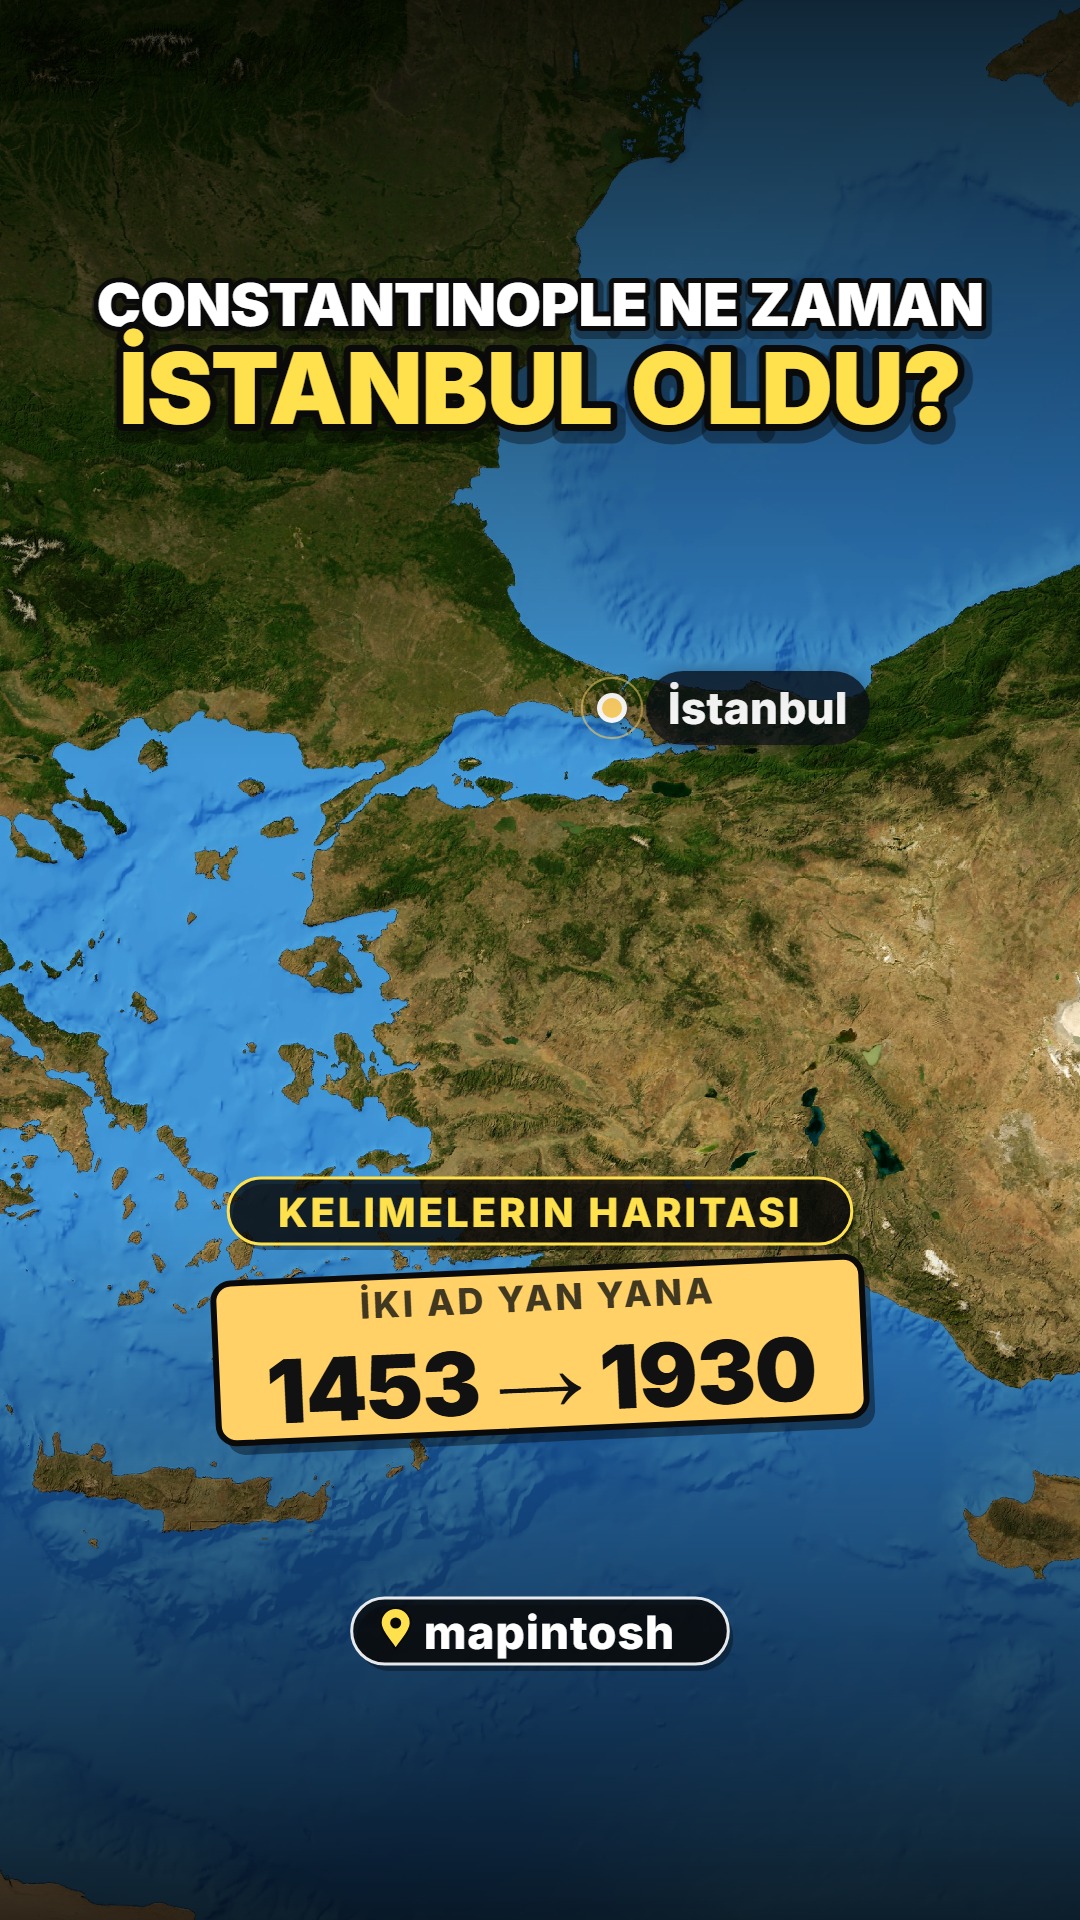 CONSTANTINOPLE NE ZAMAN
İSTANBUL OLDU?
İstanbul
KELIMELERIN HARITASI
İKI AD YAN YANA
1453 → 1930
mapintosh